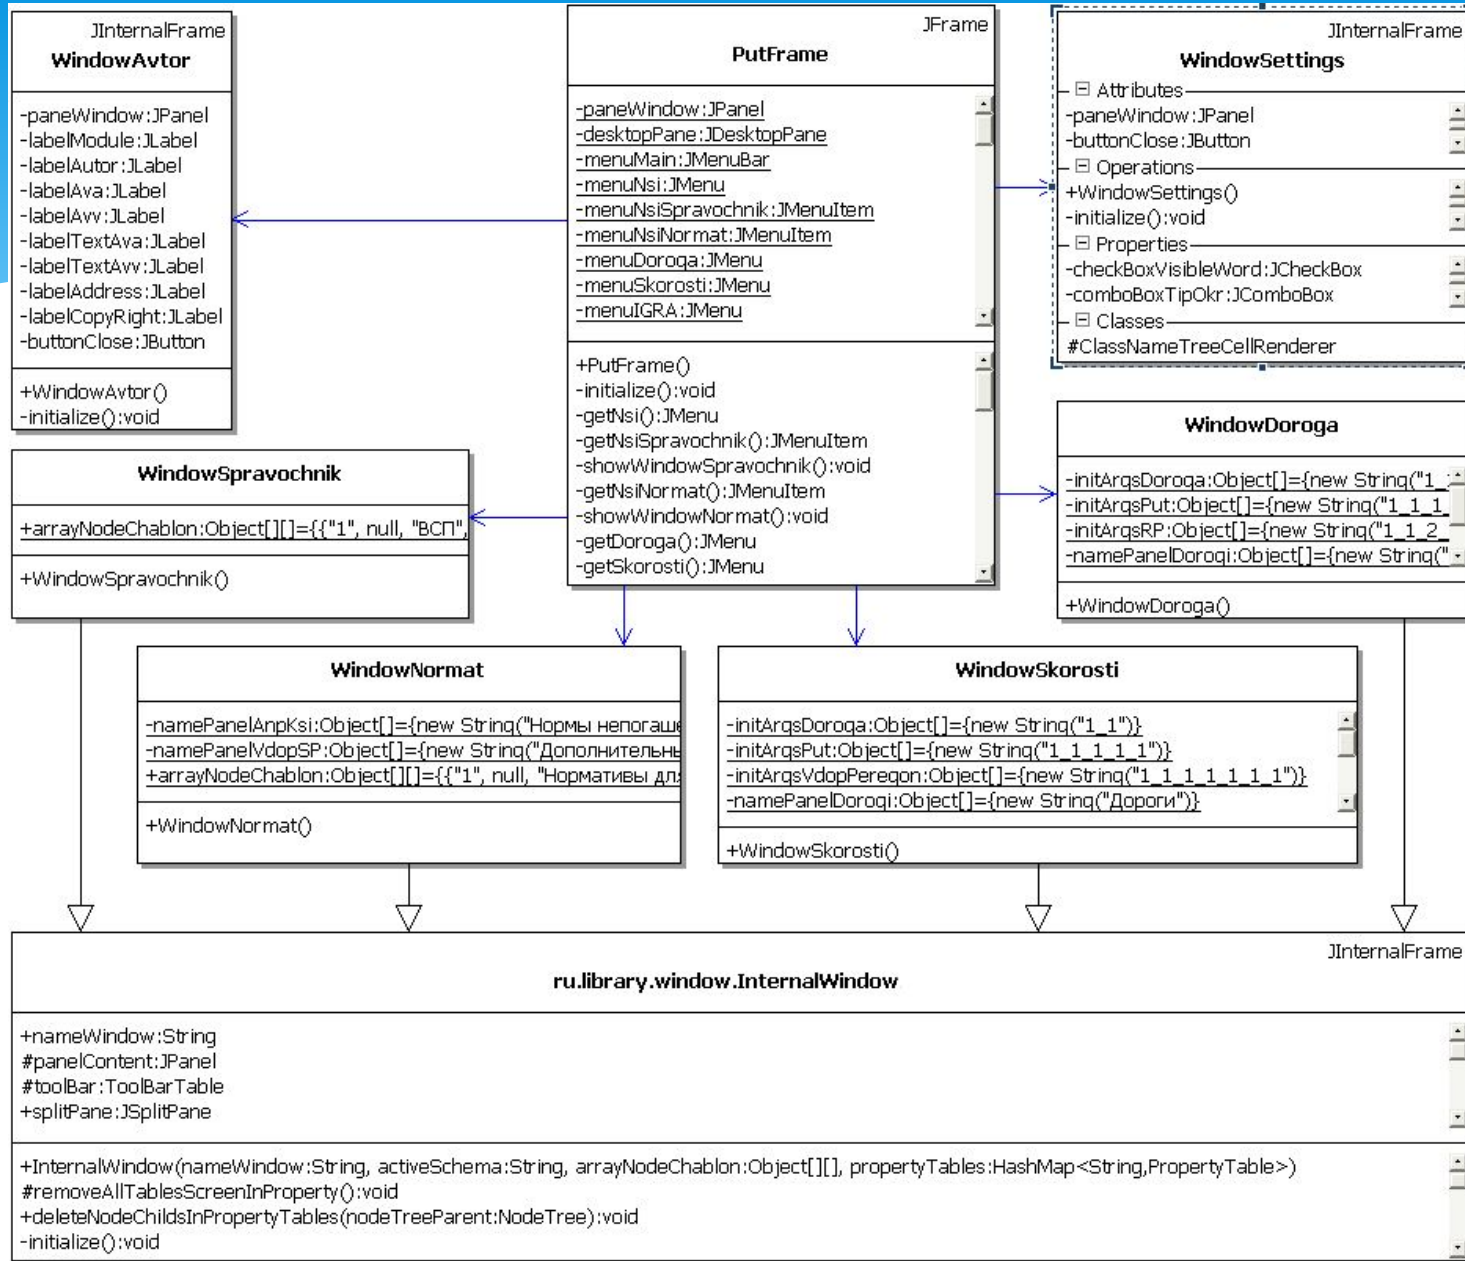 JInternalFrame
WindowAvtor
-paneWindow:JPanel
-labelModule:JLabel
-labelAutor:JLabel
-labelAva:JLabel
-labelAvv:JLabel
-labelTextAva:JLabel
-labelTextAvv:JLabel
-labelAddress:JLabel
-labelCopyRight:JLabel
-buttonClose:JButton
+WindowAvtor()
-initialize():void
JFrame
PutFrame
-paneWindow:JPanel
-desktopPane:JDesktopPane
-menuMain:JMenuBar
-menuNsi:JMenu
-menuNsiSpravochnik:JMenuItem
-menuNsiNormat:JMenuItem
-menuDoroga:JMenu
-menuSkorosti:JMenu
-menuIGRA:JMenu
+PutFrame()
-initialize():void
-getNsi():JMenu
-getNsiSpravochnik():JMenuItem
-showWindowSpravochnik():void
-getNsiNormat():JMenuItem
-showWindowNormat():void
-getDoroga():JMenu
-getSkorosti():JMenu
JInternalFrame
WindowSettings
Attributes
-paneWindow:JPanel
-buttonClose:JButton
Operations
+WindowSettings()
-initialize():void
Properties
-checkBoxVisibleWord:JCheckBox
-comboBoxTipOkr:JComboBox
Classes
#ClassNameTreeCellRenderer
WindowSpravochnik
+arrayNodeChablon:Object[][]={{"1", null, "ВСП",
+WindowSpravochnik()
WindowDoroga
-initArgsDoroga:Object[]={new String("1_
-initArgsPut:Object[]={new String("1_1_1_
-initArgsRP:Object[]={new String("1_1_2_
-namePanelDorogi:Object[]={new String("
+WindowDoroga()
WindowNormat
-namePanelAnpKsi:Object[]={new String("Нормы непогаше
-namePanelVdopSP:Object[]={new String("Дополнительны
+arrayNodeChablon:Object[][]={{"1", null, "Нормативы для
+WindowNormat()
WindowSkorosti
-initArgsDoroga:Object[]={new String("1_1")}
-initArgsPut:Object[]={new String("1_1_1_1_1")}
-initArgsVdopPeregon:Object[]={new String("1_1_1_1_1_1_1")}
-namePanelDorogi:Object[]={new String("Дороги")}
+WindowSkorosti()
JInternalFrame
ru.library.window.InternalWindow
+nameWindow:String
#panelContent:JPanel
#toolBar:ToolBarTable
+splitPane:JSplitPane
+InternalWindow(nameWindow:String, activeSchema:String, arrayNodeChablon:Object[][], propertyTables:HashMap<String,PropertyTable>)
#removeAllTablesScreenInProperty():void
+deleteNodeChildsInPropertyTables(nodeTreeParent:NodeTree):void
-initialize():void